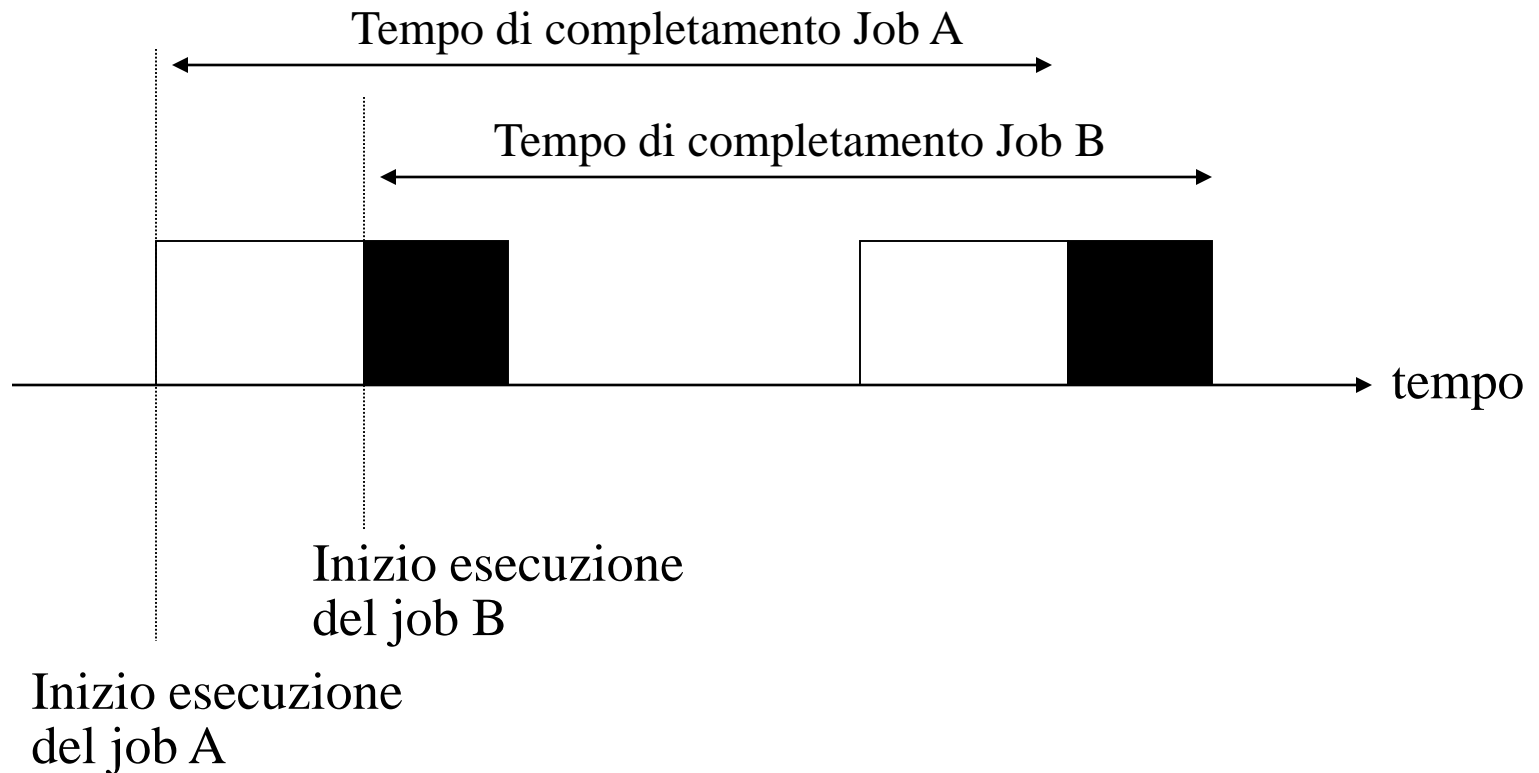 Tempo di completamento Job A
Tempo di completamento Job B
tempo
Inizio esecuzione
del job B
Inizio esecuzione
del job A